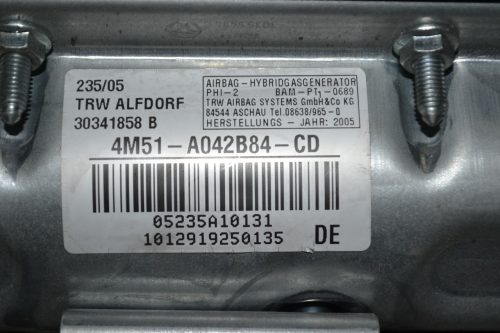 235/05
TRW ALFDORF
30341858 B
AIRBAG - HYBRIDGASGENERATOR
PHI-2 BAM-PT1-0689
TRW AIRBAG SYSTEMS GmbH&Co KG
84544 ASCHAU Tel.08638/965-0
HERSTELLUNGS - JAHR: 2005
4M51-A042B84-CD
05235A10131
1012919250135 DE